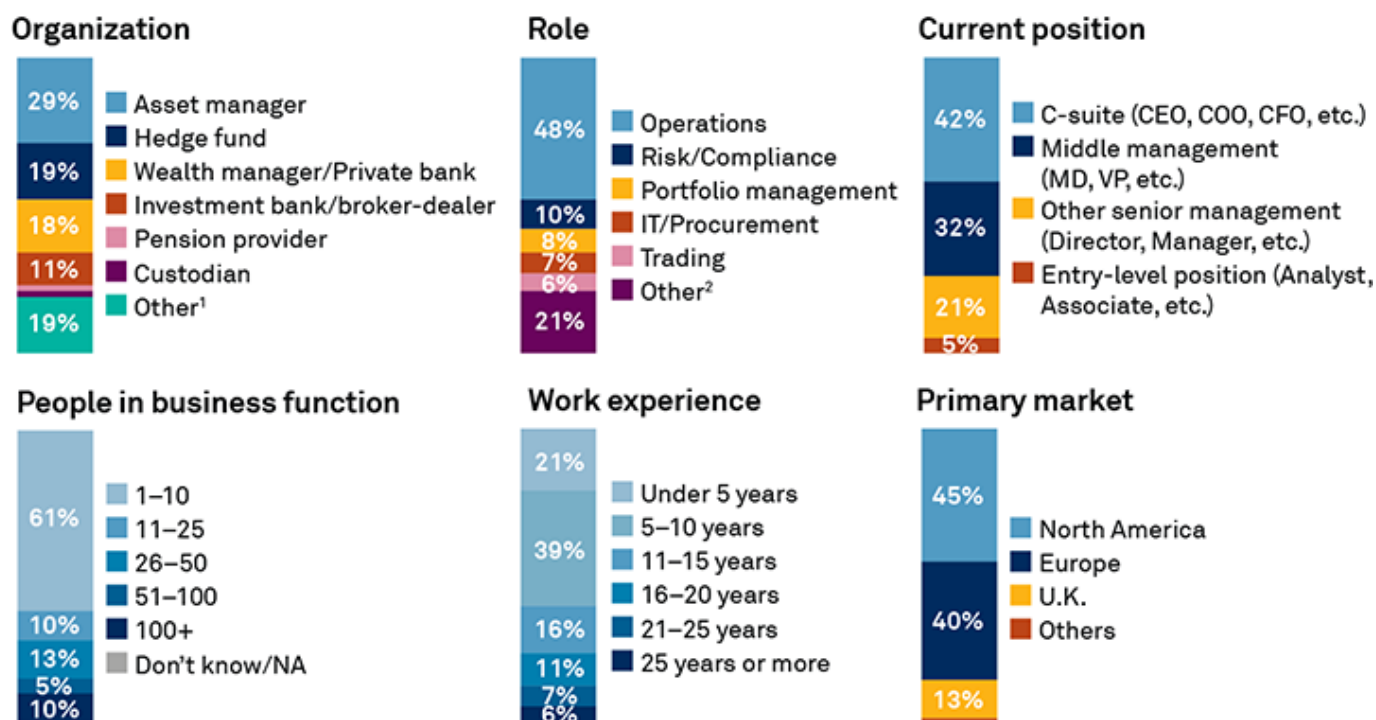 Organization
29%
19%
18%
11%
19%
Asset manager
Hedge fund
Wealth manager/Private bank
Investment bank/broker-dealer
Pension provider
Custodian
Other¹
Role
48%
10%
8%
7%
6%
21%
Operations
Risk/Compliance
Portfolio management
IT/Procurement
Trading
Other²
Current position
42%
32%
21%
5%
C-suite (CEO, COO, CFO, etc.)
Middle management
(MD, VP, etc.)
Other senior management
(Director, Manager, etc.)
Entry-level position (Analyst,
Associate, etc.)
People in business function
61%
10%
13%
5%
10%
1–10
11–25
26–50
51–100
100+
Don't know/NA
Work experience
21%
39%
16%
11%
7%
6%
Under 5 years
5–10 years
11–15 years
16–20 years
21–25 years
25 years or more
Primary market
45%
40%
13%
North America
Europe
U.K.
Others